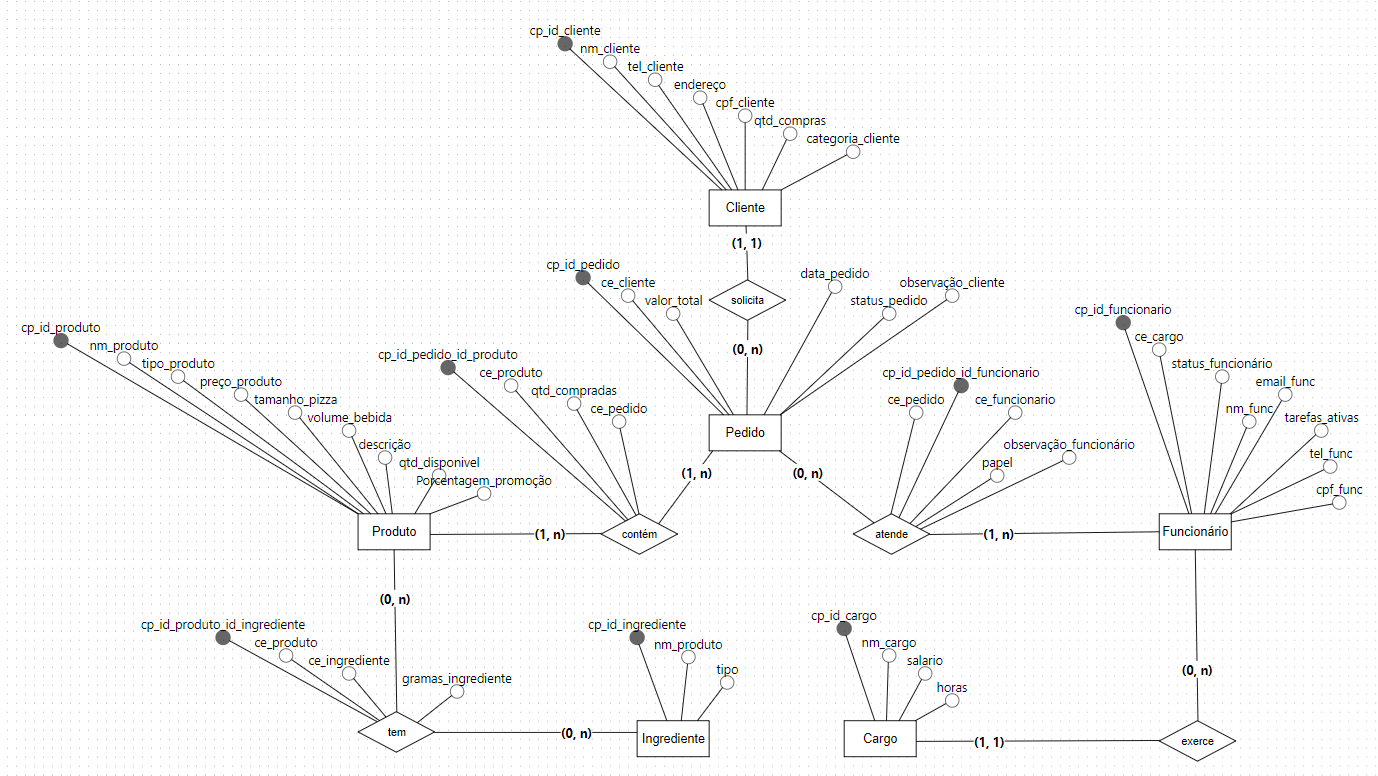 cp_id_cliente
nm_cliente
tel_cliente
endereço
cpf_cliente
qtd_compras
categoria_cliente
Cliente
(1, 1)
solicita
(0, n)
cp_id_pedido
ce_cliente
valor_total
data_pedido
status_pedido
observação_cliente
Pedido
(1, n)
(0, n)
cp_id_produto
nm_produto
tipo_produto
preço_produto
tamanho_pizza
volume_bebida
descrição
qtd_disponivel
Porcentagem_promoção
Produto
(1, n)
cp_id_pedido_id_produto
ce_produto
qtd_compradas
ce_pedido
contém
cp_id_pedido_id_funcionario
ce_pedido
ce_funcionario
observação_funcionário
papel
atende
(1, n)
cp_id_funcionario
ce_cargo
status_funcionário
email_func
nm_func
tarefas_ativas
tel_func
cpf_func
Funcionário
(0, n)
cp_id_produto_id_ingrediente
ce_produto
ce_ingrediente
gramas_ingrediente
tem
(0, n)
cp_id_ingrediente
nm_produto
tipo
Ingrediente
cp_id_cargo
nm_cargo
salario
horas
Cargo
(1, 1)
(0, n)
exerce